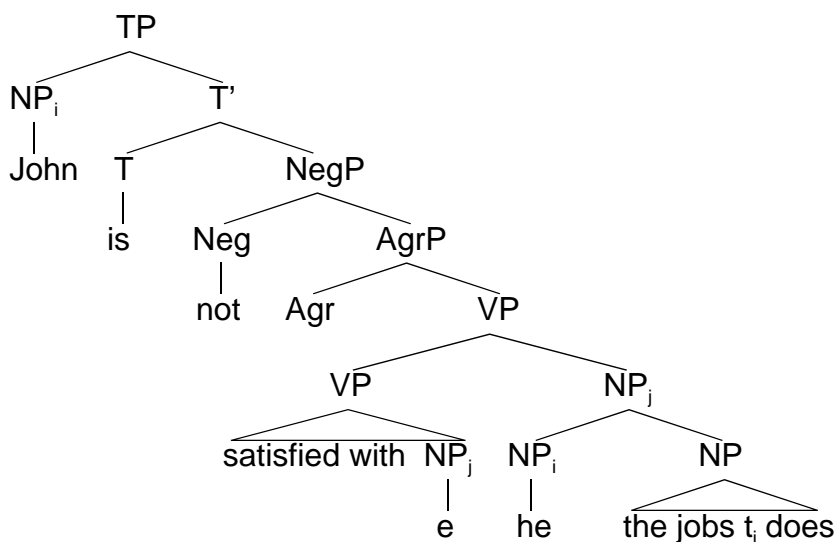 TP
NPi T’
John T NegP
is Neg AgrP
not Agr VP
VP NPj
satisfied with NPj NPi NP
e he the jobs ti does